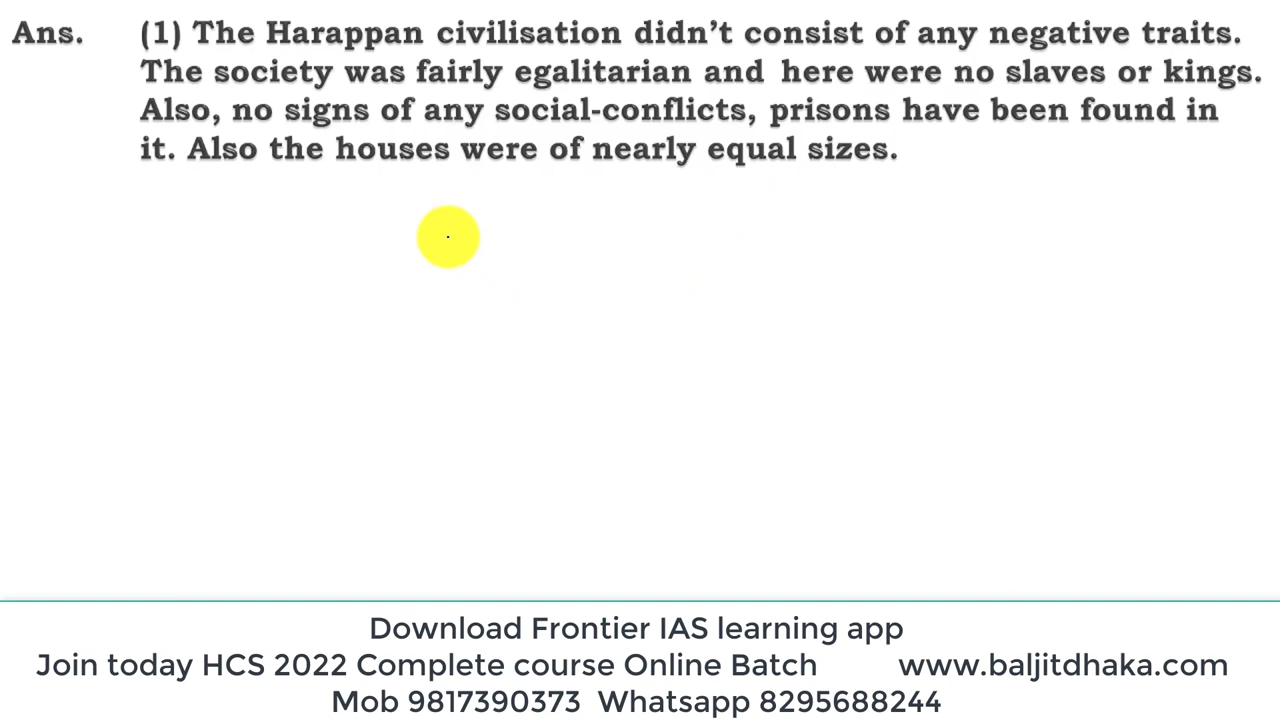 Ans. (1) The Harappan civilisation didn't consist of any negative traits.
The society was fairly egalitarian and here were no slaves or kings.
Also, no signs of any social-conflicts, prisons have been found in
it. Also the houses were of nearly equal sizes.
Download Frontier IAS learning app
Join today HCS 2022 Complete course Online Batch www.baljitdhaka.com
Mob 9817390373 Whatsapp 8295688244